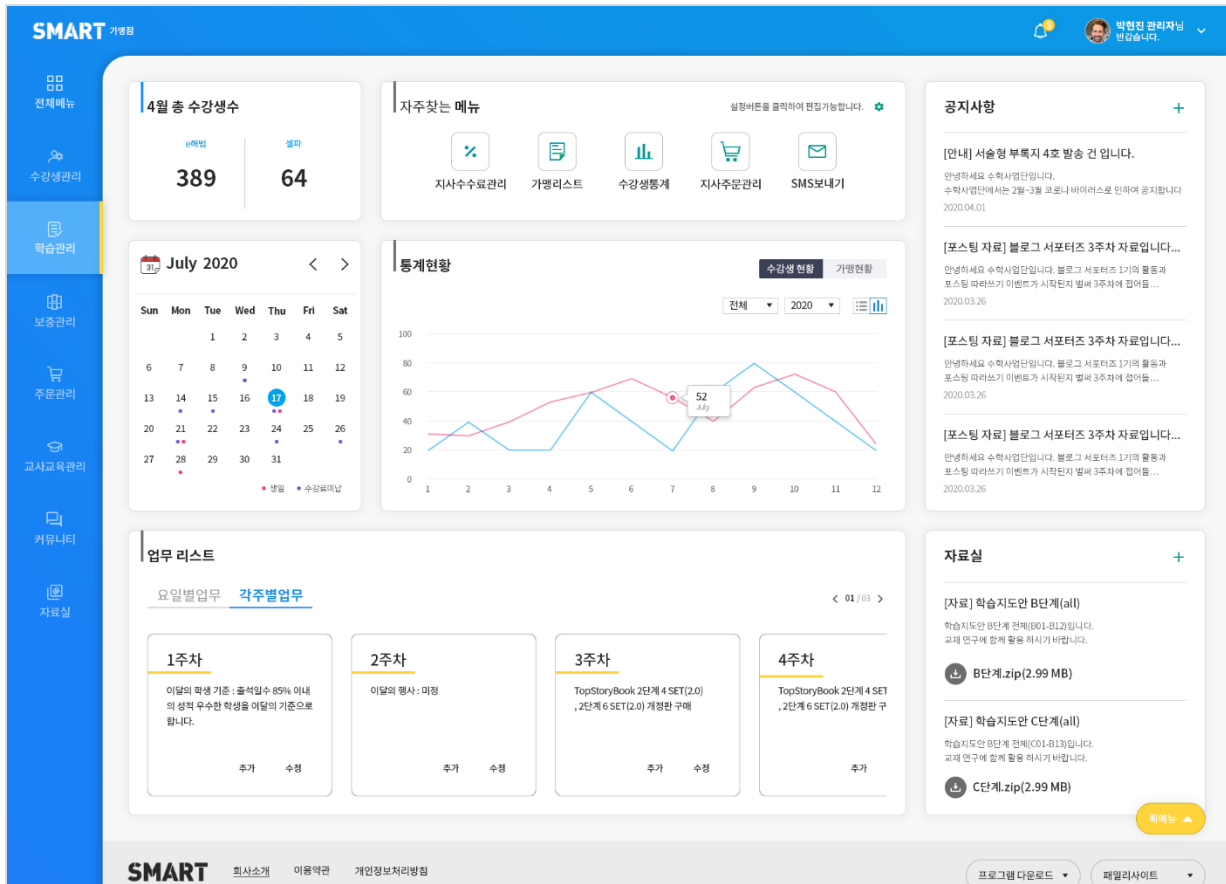 SMART 가맹점
5
박현진 관리자님
반갑습니다.
전체메뉴
수강생관리
학습관리
보충관리
주문관리
교사교육관리
커뮤니티
자료실
4월 총 수강생수
e해법
셀파
389
64
자주찾는 메뉴
설정버튼을 클릭하여 편집가능합니다.
지사수수료관리
가맹리스트
수강생통계
지사주문관리
SMS보내기
공지사항
[안내] 서술형 부록지 4호 발송 건 입니다.
안녕하세요 수학사업단입니다.
수학사업단에서는 2월~3월 코로나 바이러스로 인하여 공지합니다
2020.04.01
[포스팅 자료] 블로그 서포터즈 3주차 자료입니다...
안녕하세요 수학사업단입니다. 블로그 서포터즈 1기의 활동과
포스팅 따라쓰기 이벤트가 시작된지 벌써 3주차에 접어들...
2020.03.26
[포스팅 자료] 블로그 서포터즈 3주차 자료입니다...
안녕하세요 수학사업단입니다. 블로그 서포터즈 1기의 활동과
포스팅 따라쓰기 이벤트가 시작된지 벌써 3주차에 접어들...
2020.03.26
[포스팅 자료] 블로그 서포터즈 3주차 자료입니다...
안녕하세요 수학사업단입니다. 블로그 서포터즈 1기의 활동과
포스팅 따라쓰기 이벤트가 시작된지 벌써 3주차에 접어들...
2020.03.26
31
July 2020
Sun Mon Tue Wed Thu Fri Sat
1 2 3 4 5
6 7 8 9 10 11 12
13 14 15 16 17 18 19
20 21 22 23 24 25 26
27 28 29 30 31
생일 수강료미납
통계현황
수강생 현황
가맹현황
전체
2020
100
80
60
40
20
0
52
July
1 2 3 4 5 6 7 8 9 10 11 12
업무 리스트
요일별업무
각주별업무
01 / 03
1주차
이달의 학생 기준 : 출석일수 85% 이내
의 성적 우수한 학생을 이달의 기준으로
합니다.
추가 수정
2주차
이달의 행사 : 미정
추가 수정
3주차
TopStoryBook 2단계 4 SET(2.0)
, 2단계 6 SET(2.0) 개정판 구매
추가 수정
4주차
TopStoryBook 2단계 4 SET
, 2단계 6 SET(2.0) 개정판 구
추가
자료실
[자료] 학습지도안 B단계(all)
학습지도안 B단계 전체(B01-B12)입니다.
교재 연구에 함께 활용 하시기 바랍니다.
B단계.zip(2.99 MB)
[자료] 학습지도안 C단계(all)
학습지도안 B단계 전체(C01-B13)입니다.
교재 연구에 함께 활용 하시기 바랍니다.
C단계.zip(2.99 MB)
퀵메뉴
SMART
회사소개
이용약관
개인정보처리방침
프로그램 다운로드
패밀리사이트